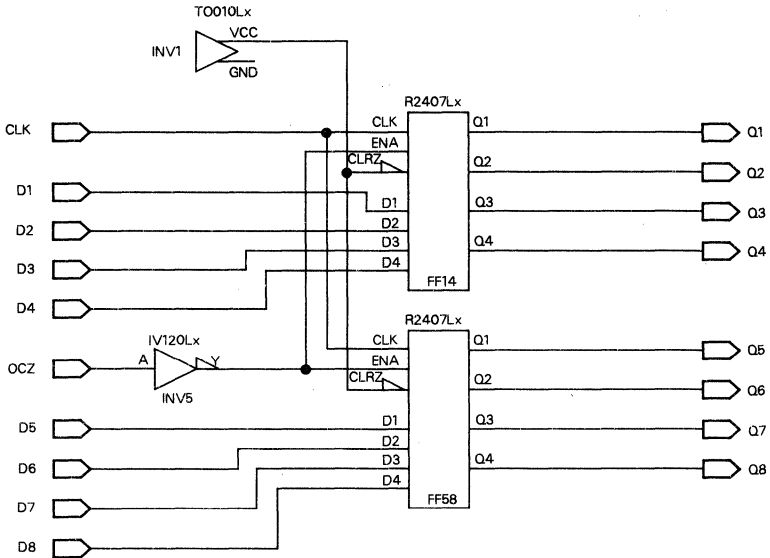 TO010Lx
VCC
INV1
GND
R2407Lx
CLK CLK Q1 Q1
ENA
CLRZ Q2 Q2
D1 D1 Q3 Q3
D2 D2
D3 D3 Q4 Q4
D4 D4
FF14
R2407Lx
IV120Lx CLK Q1 Q5
OCZ A Y ENA
CLRZ Q2 Q6
INV5
D5 D1 Q3 Q7
D6 D2
D7 D3 Q4 Q8
D4
FF58
D8